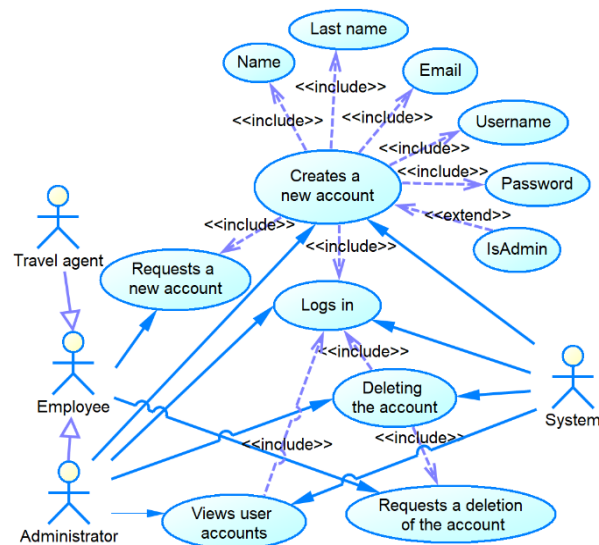 Last name
Name
Email
<<include>>
<<include>>
<<include>>
Username
<<include>>
Creates a
new account
<<include>>
Password
<<include>>
<<extend>>
IsAdmin
Travel agent
Requests a
new account
<<include>>
Logs in
<<include>>
Employee
Deleting
the account
System
<<include>>
<<include>>
Administrator
Views user
accounts
Requests a deletion
of the account